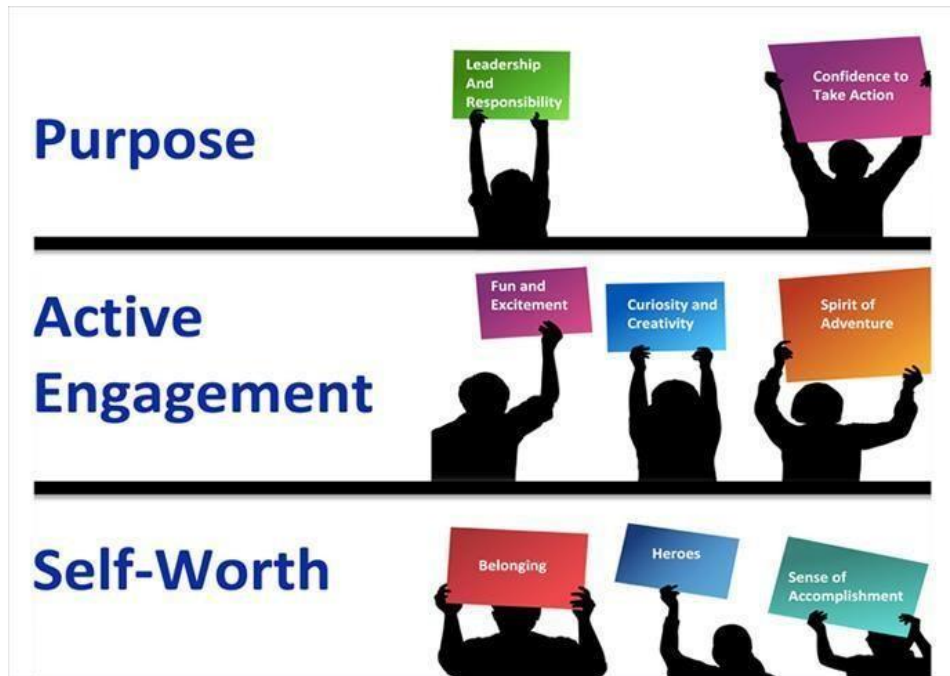 Purpose
Leadership
And
Responsibility
Confidence to
Take Action
Active
Engagement
Fun and
Excitement
Curiosity and
Creativity
Spirit of
Adventure
Self-Worth
Belonging
Heroes
Sense of
Accomplishment